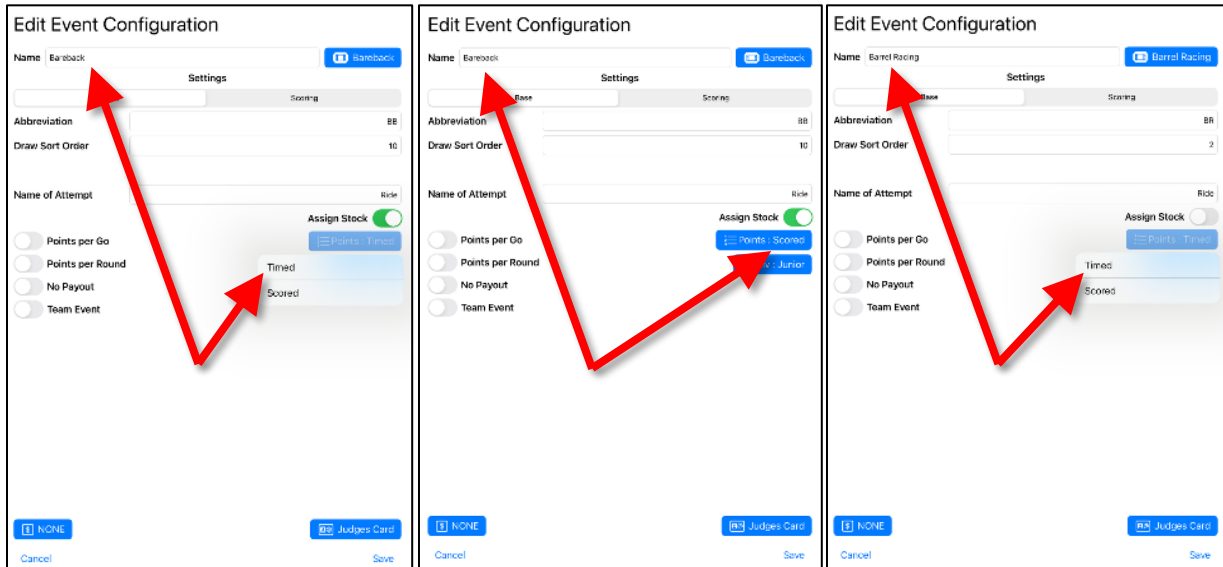 Edit Event Configuration
Name Bareback Bareback
Settings
Scoring
Abbreviation BB
Draw Sort Order 10
Name of Attempt Ride
Assign Stock
Points per Go Points : Timed
Points per Round
Timed
No Payout
Scored
Team Event
$ NONE Judges Card
Cancel Save
Edit Event Configuration
Name Bareback Bareback
Settings
Base Scoring
Abbreviation BB
Draw Sort Order 10
Name of Attempt Ride
Assign Stock
Points per Go Points : Scored
Points per Round : Junior
No Payout
Team Event
$ NONE Judges Card
Cancel Save
Edit Event Configuration
Name Barrel Racing Barrel Racing
Settings
Base Scoring
Abbreviation BR
Draw Sort Order 2
Name of Attempt Ride
Assign Stock
Points per Go Points : Timed
Points per Round Timed
No Payout
Scored
Team Event
$ NONE Judges Card
Cancel Save